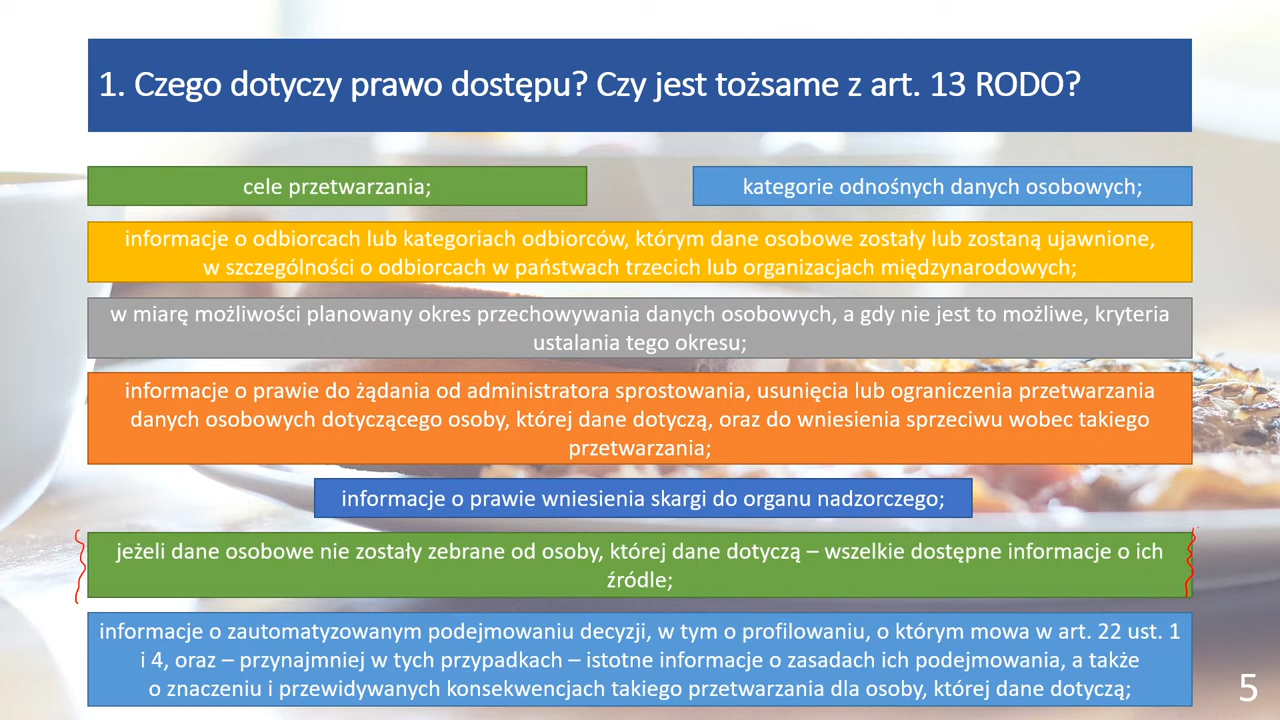 1. Czego dotyczy prawo dostępu? Czy jest tożsame z art. 13 RODO?
cele przetwarzania;
kategorie odnośnych danych osobowych;
informacje o odbiorcach lub kategoriach odbiorców, którym dane osobowe zostały lub zostaną ujawnione,
w szczególności o odbiorcach w państwach trzecich lub organizacjach międzynarodowych;
w miarę możliwości planowany okres przechowywania danych osobowych, a gdy nie jest to możliwe, kryteria
ustalania tego okresu;
informacje o prawie do żądania od administratora sprostowania, usunięcia lub ograniczenia przetwarzania
danych osobowych dotyczącego osoby, której dane dotyczą, oraz do wniesienia sprzeciwu wobec takiego
przetwarzania;
informacje o prawie wniesienia skargi do organu nadzorczego;
jeżeli dane osobowe nie zostały zebrane od osoby, której dane dotyczą – wszelkie dostępne informacje o ich
źródle;
informacje o zautomatyzowanym podejmowaniu decyzji, w tym o profilowaniu, o którym mowa w art. 22 ust. 1
i 4, oraz – przynajmniej w tych przypadkach – istotne informacje o zasadach ich podejmowania, a także
o znaczeniu i przewidywanych konsekwencjach takiego przetwarzania dla osoby, której dane dotyczą;
5